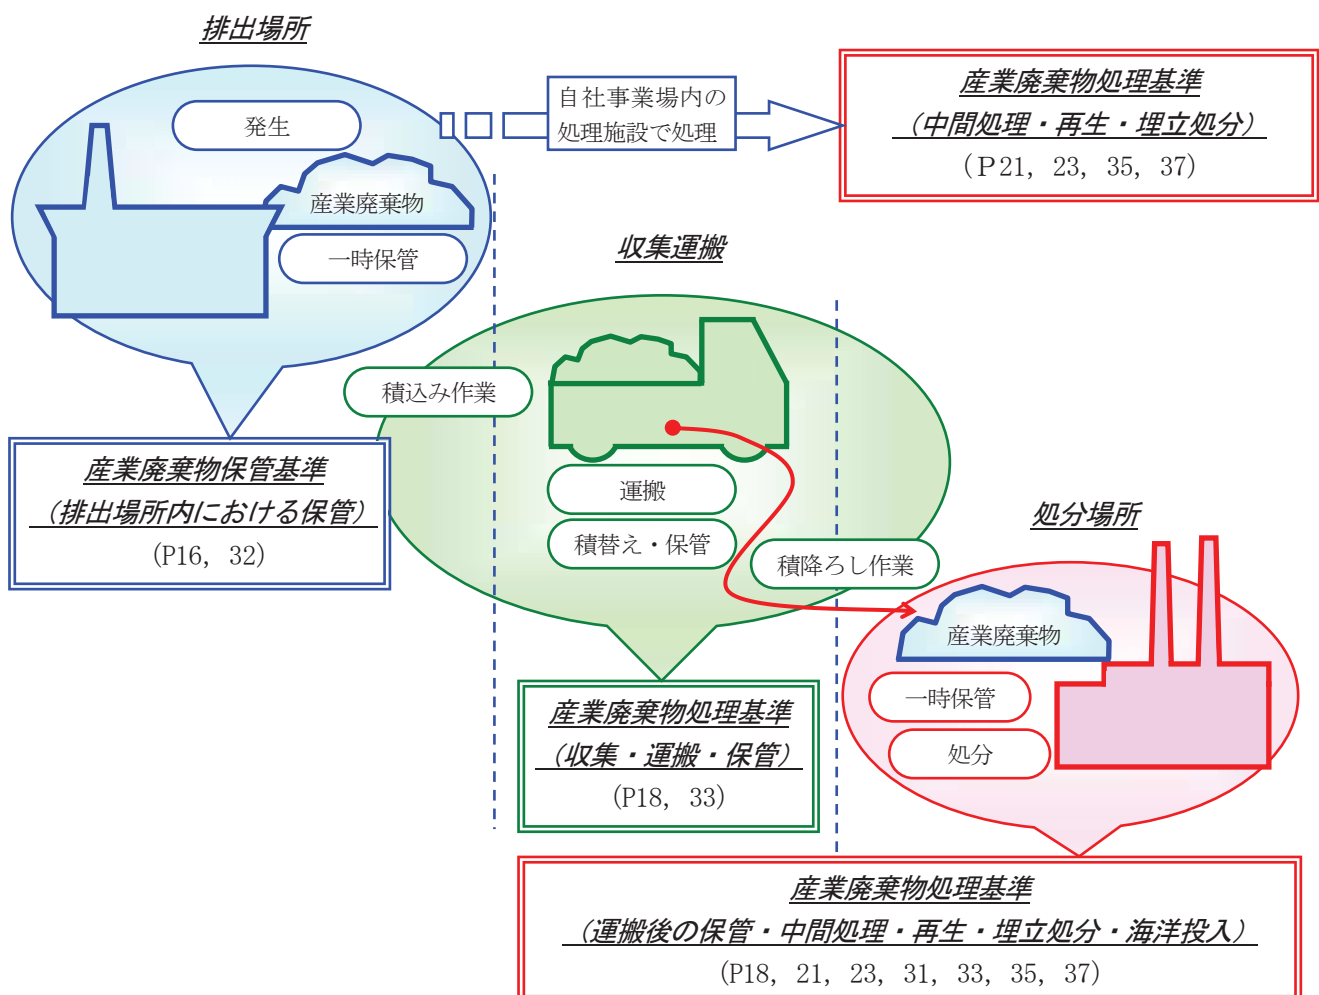 排出場所
発生
産業廃棄物
一時保管
自社事業場内の
処理施設で処理
産業廃棄物処理基準
（中間処理・再生・埋立処分）
（Ｐ21, 23, 35, 37）
産業廃棄物保管基準
（排出場所内における保管）
（P16, 32）
収集運搬
積込み作業
運搬
積替え・保管
積降ろし作業
産業廃棄物処理基準
（収集・運搬・保管）
（P18, 33）
処分場所
産業廃棄物
一時保管
処分
産業廃棄物処理基準
（運搬後の保管・中間処理・再生・埋立処分・海洋投入）
（P18, 21, 23, 31, 33, 35, 37）